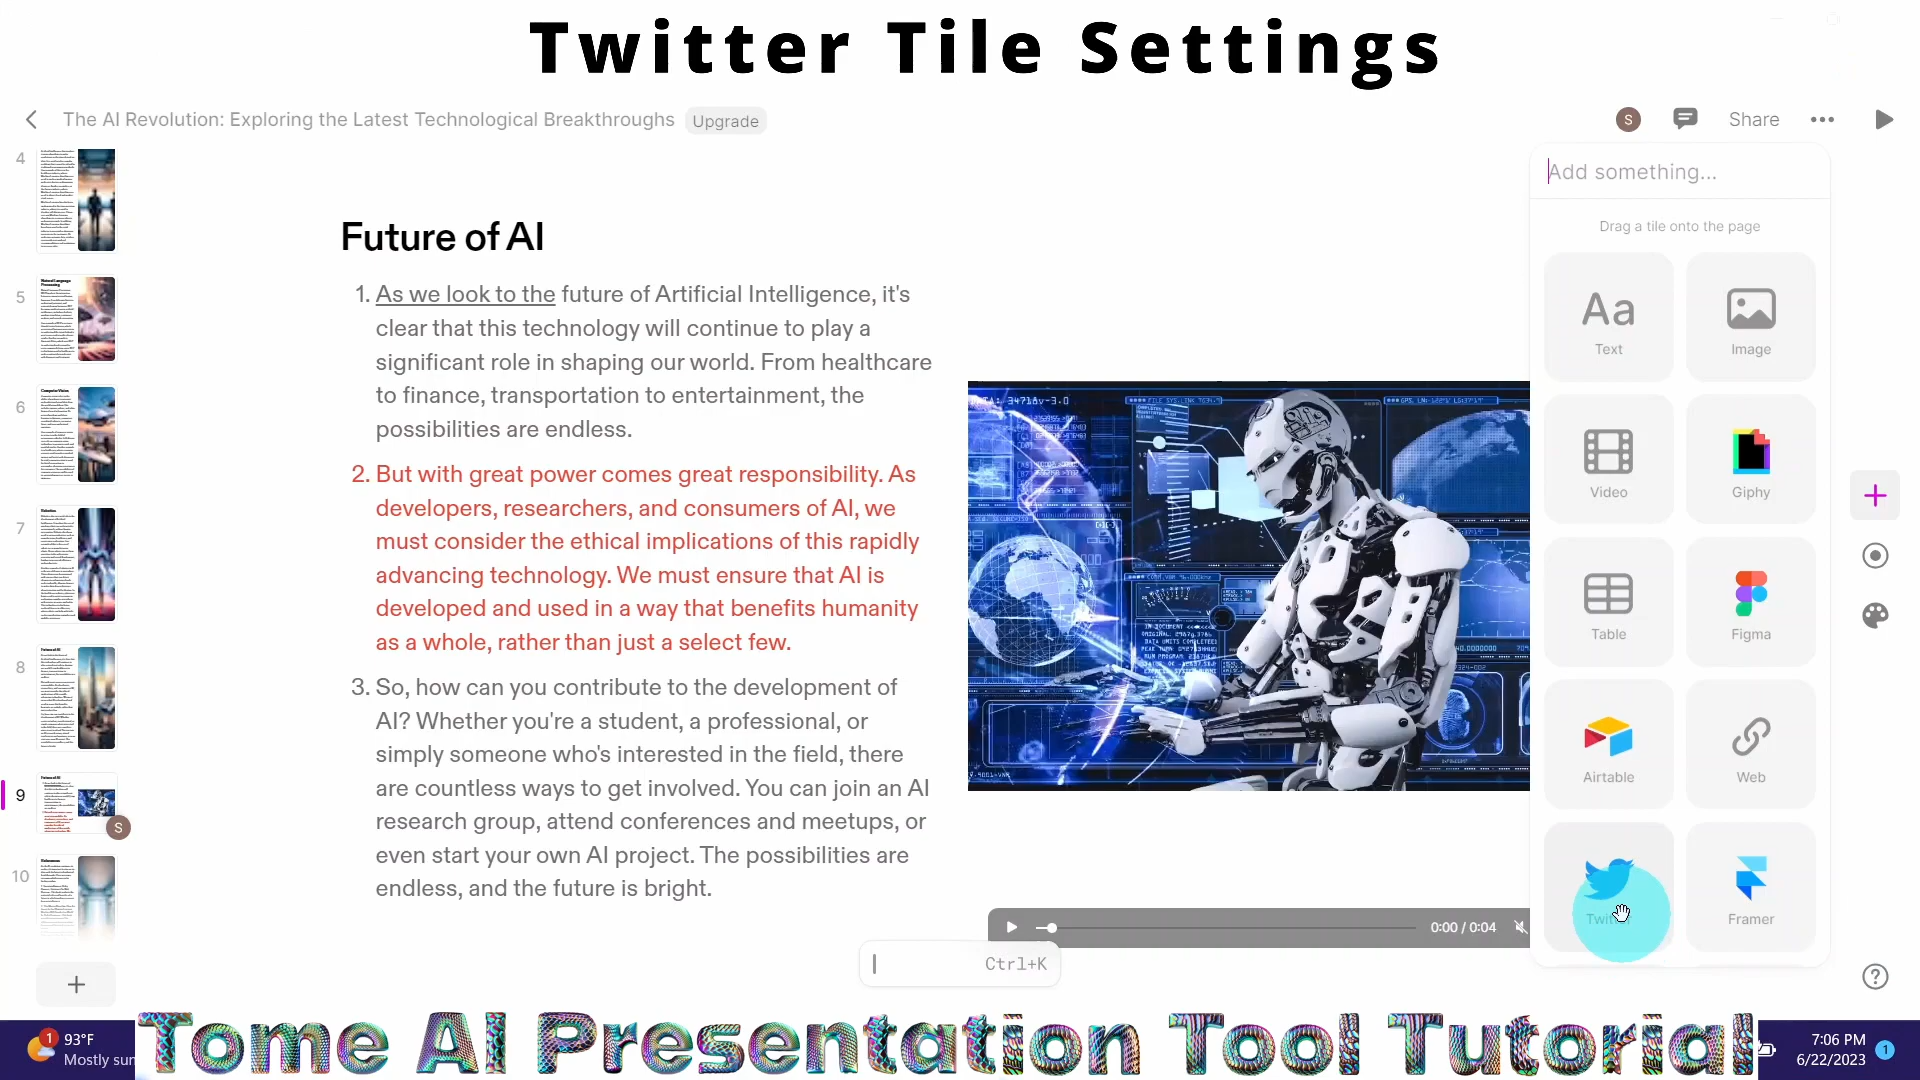 Twitter Tile Settings
The AI Revolution: Exploring the Latest Technological Breakthroughs
Upgrade
S
Share
4
5
6
7
8
9
S
10
Future of AI
1. As we look to the future of Artificial Intelligence, it's
clear that this technology will continue to play a
significant role in shaping our world. From healthcare
to finance, transportation to entertainment, the
possibilities are endless.
2. But with great power comes great responsibility. As
developers, researchers, and consumers of AI, we
must consider the ethical implications of this rapidly
advancing technology. We must ensure that AI is
developed and used in a way that benefits humanity
as a whole, rather than just a select few.
3. So, how can you contribute to the development of
AI? Whether you're a student, a professional, or
simply someone who's interested in the field, there
are countless ways to get involved. You can join an AI
research group, attend conferences and meetups, or
even start your own AI project. The possibilities are
endless, and the future is bright.
0:00 / 0:04
Ctrl+K
Add something...
Drag a tile onto the page
Text
Image
Video
Giphy
Table
Figma
Airtable
Web
Twitter
Framer
1
93°F
Mostly sun
Tome AI Presentation Tool Tutorial
7:06 PM
6/22/2023
1